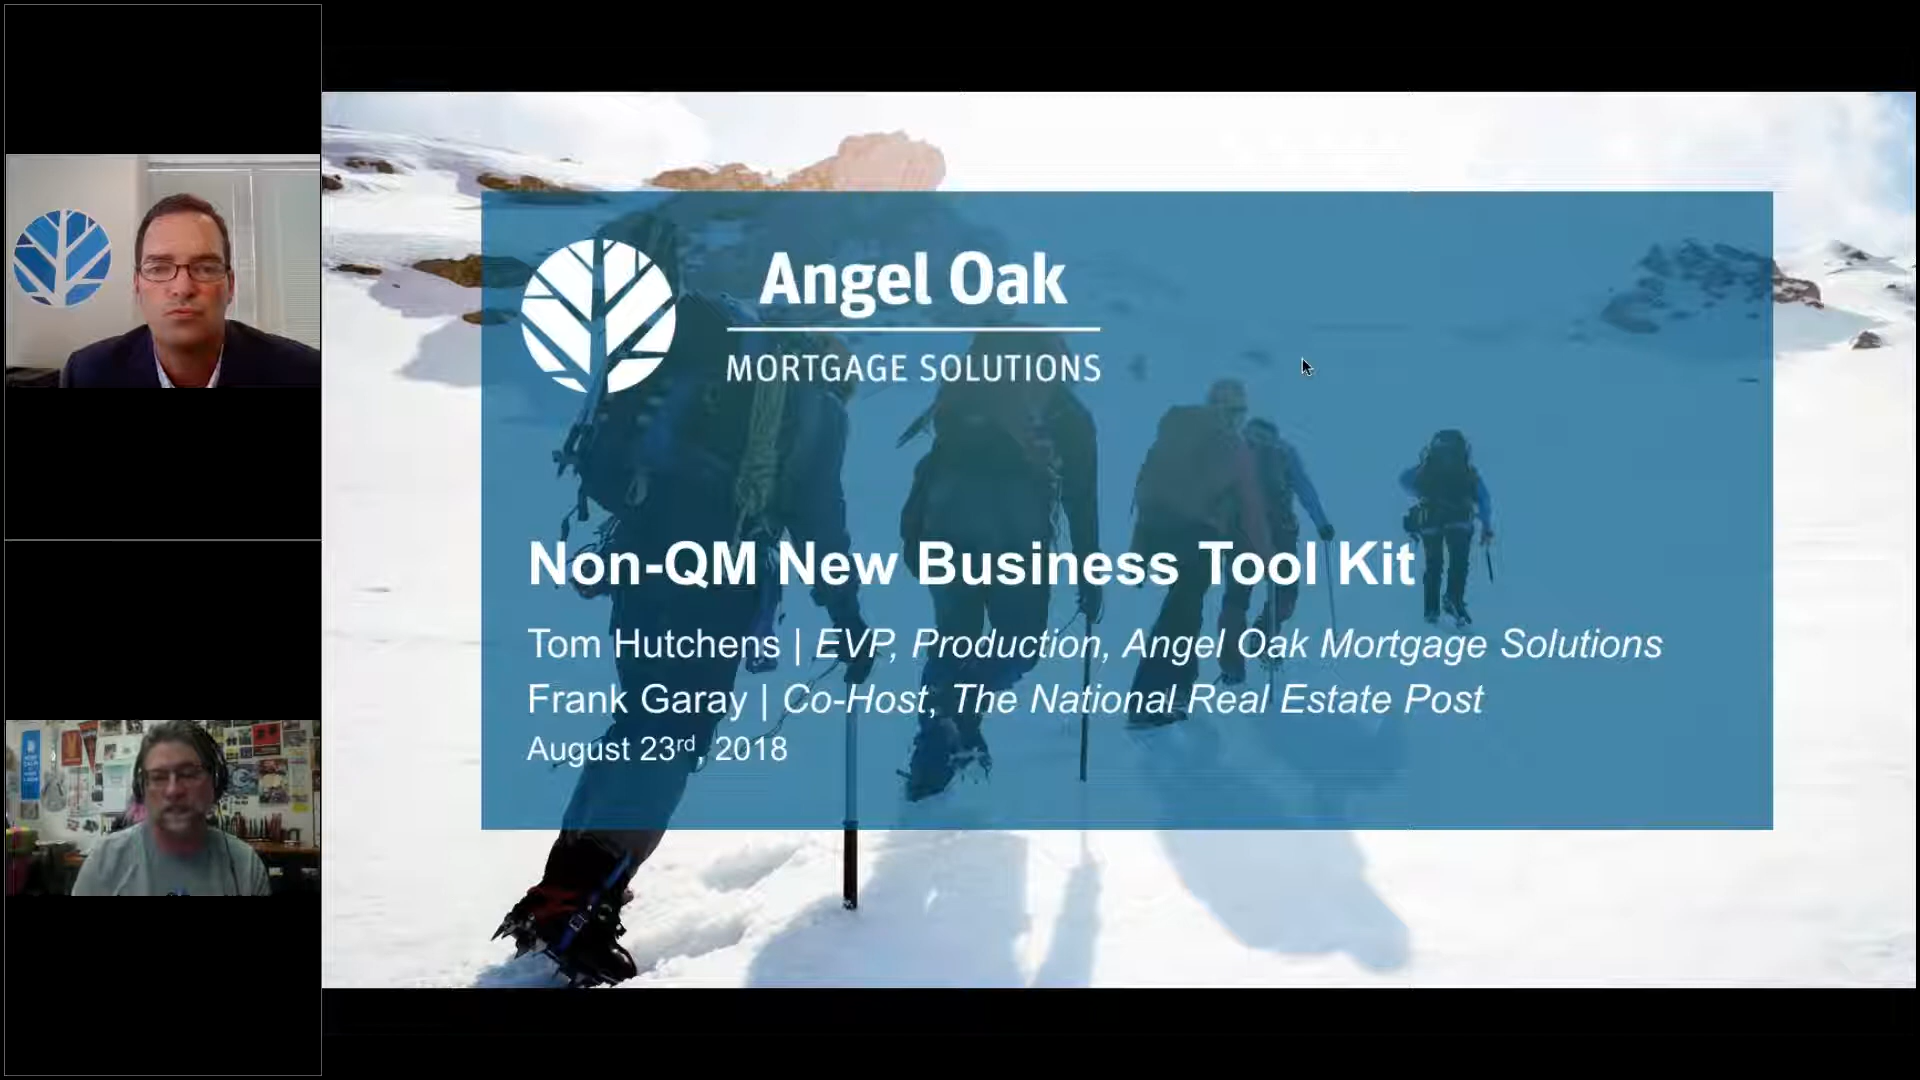 Angel Oak
MORTGAGE SOLUTIONS
Non-QM New Business Tool Kit
Tom Hutchens | EVP, Production, Angel Oak Mortgage Solutions
Frank Garay | Co-Host, The National Real Estate Post
August 23rd, 2018